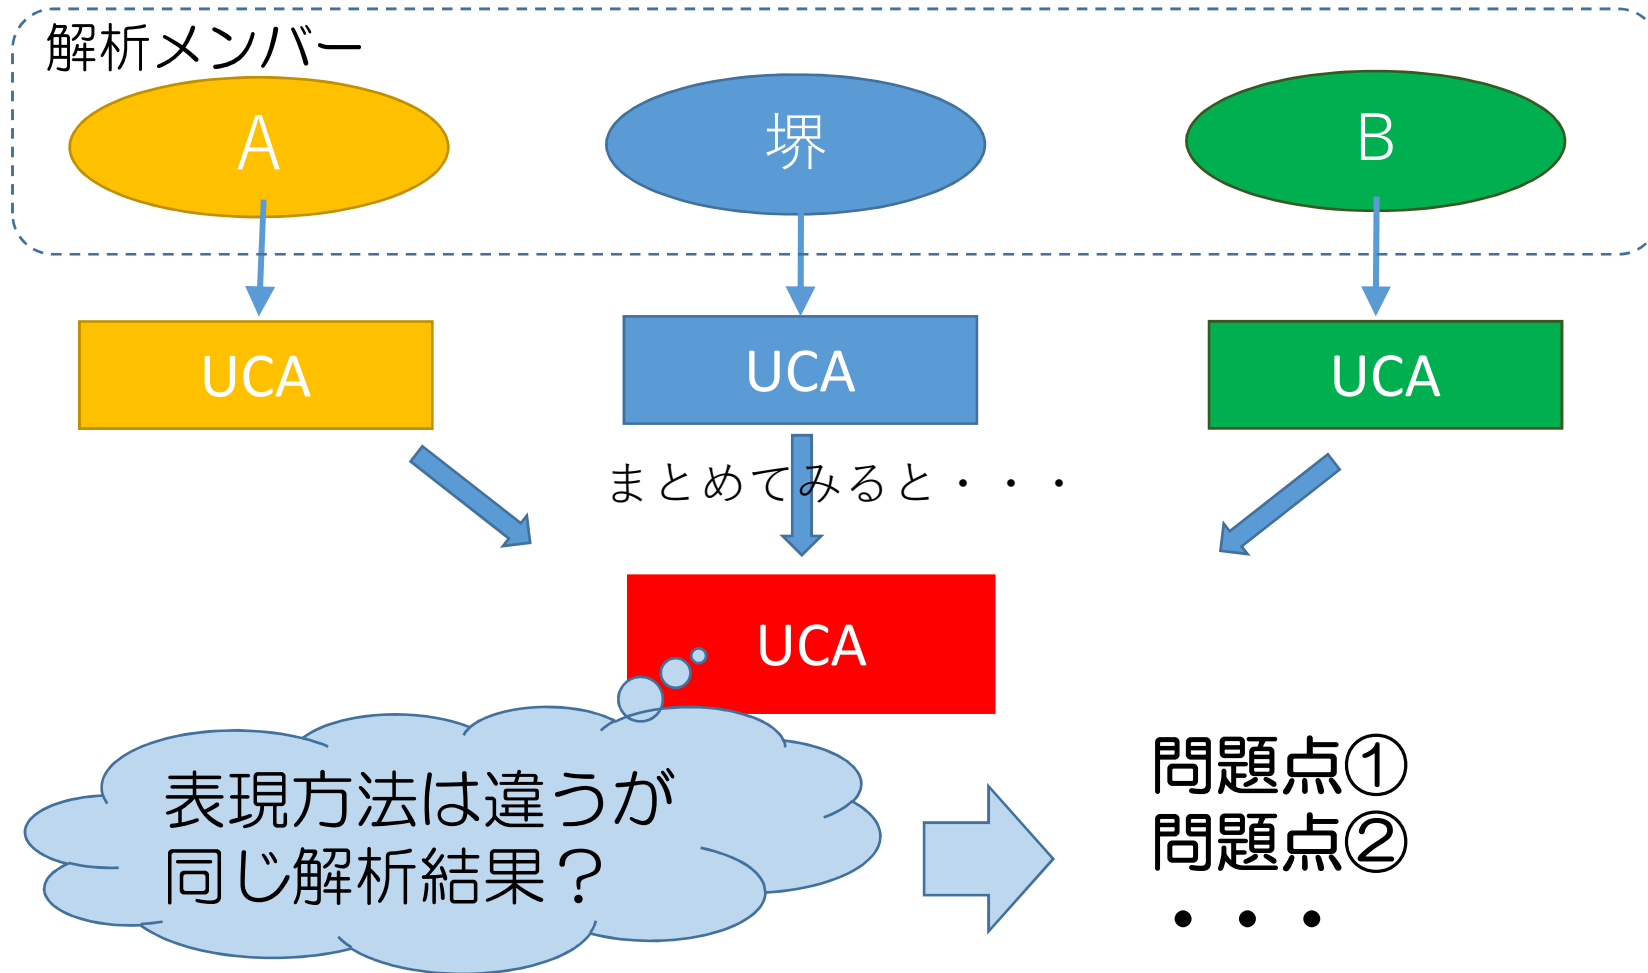 解析メンバー
A
堺
B
UCA
UCA
UCA
まとめてみると・・・
UCA
表現方法は違うが
同じ解析結果？
問題点①
問題点②
・・・